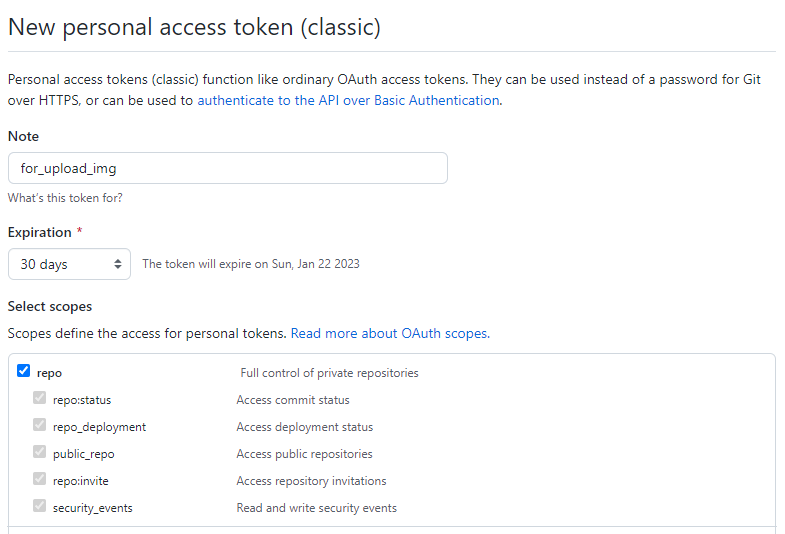 New personal access token (classic)
Personal access tokens (classic) function like ordinary OAuth access tokens. They can be used instead of a password for Git
over HTTPS, or can be used to authenticate to the API over Basic Authentication.
Note
for_upload_img
What's this token for?
Expiration *
30 days The token will expire on Sun, Jan 22 2023
Select scopes
Scopes define the access for personal tokens. Read more about OAuth scopes.
repo Full control of private repositories
repo:status Access commit status
repo_deployment Access deployment status
public_repo Access public repositories
repo:invite Access repository invitations
security_events Read and write security events